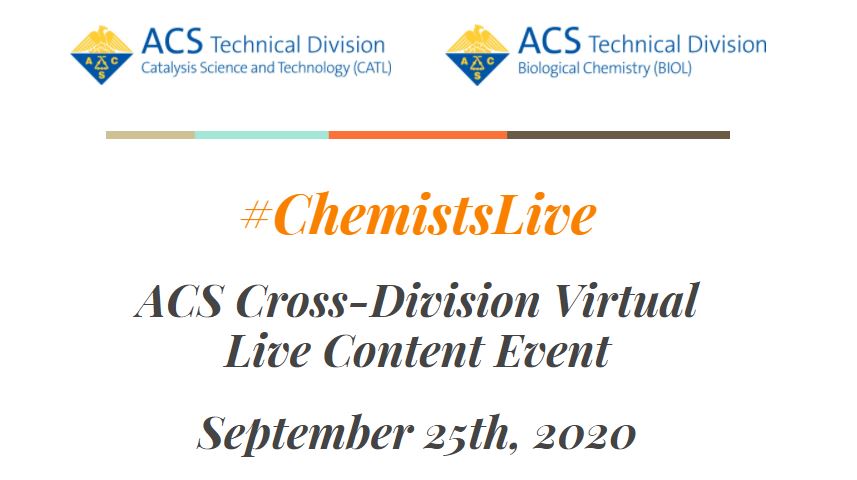 ACS Technical Division
Catalysis Science and Technology (CATL)
ACS Technical Division
Biological Chemistry (BIOL)
A C S
A C S
#ChemistsLive
ACS Cross-Division Virtual
Live Content Event
September 25th, 2020